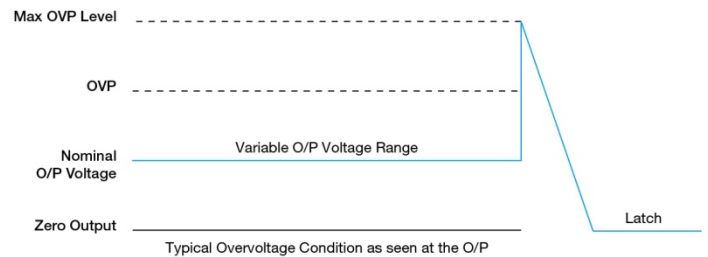 Max OVP Level
OVP
Variable O/P Voltage Range
Nominal
O/P Voltage
Zero Output
Latch
Typical Overvoltage Condition as seen at the O/P